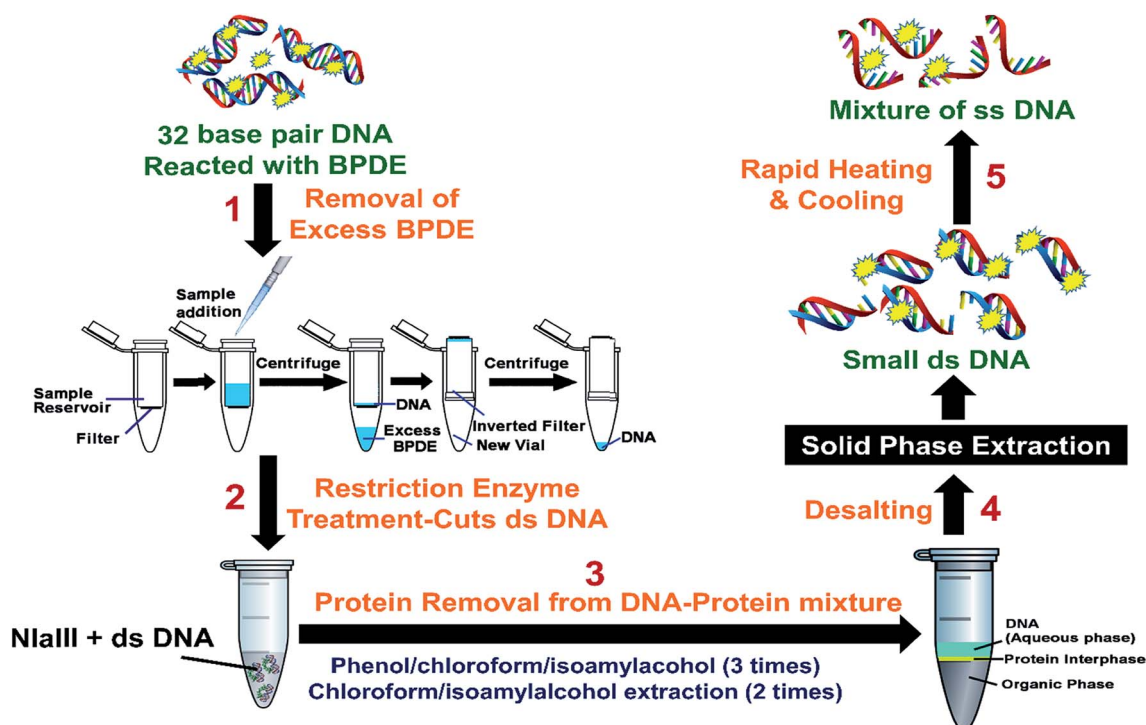 32 base pair DNA
Reacted with BPDE
1
Removal of
Excess BPDE
Sample
addition
Centrifuge
Centrifuge
Sample
Reservoir
Filter
DNA
Excess
BPDE
Inverted Filter
New Vial
DNA
2
Restriction Enzyme
Treatment-Cuts ds DNA
NlaIII + ds DNA
3
Protein Removal from DNA-Protein mixture
Phenol/chloroform/isoamylacohol (3 times)
Chloroform/isoamylalcohol extraction (2 times)
DNA
(Aqueous phase)
Protein Interphase
Organic Phase
Desalting
4
Solid Phase Extraction
Small ds DNA
Rapid Heating
& Cooling
5
Mixture of ss DNA